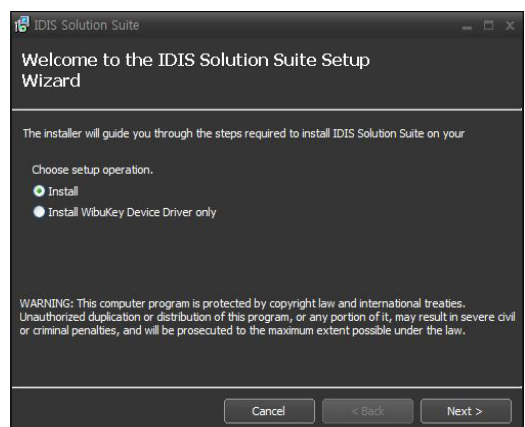 IDIS Solution Suite
Welcome to the IDIS Solution Suite Setup
Wizard
The installer will guide you through the steps required to install IDIS Solution Suite on your
Choose setup operation.
Install
Install WibuKey Device Driver only
WARNING: This computer program is protected by copyright law and international treaties.
Unauthorized duplication or distribution of this program, or any portion of it, may result in severe civil
or criminal penalties, and will be prosecuted to the maximum extent possible under the law.
Cancel
< Back
Next >